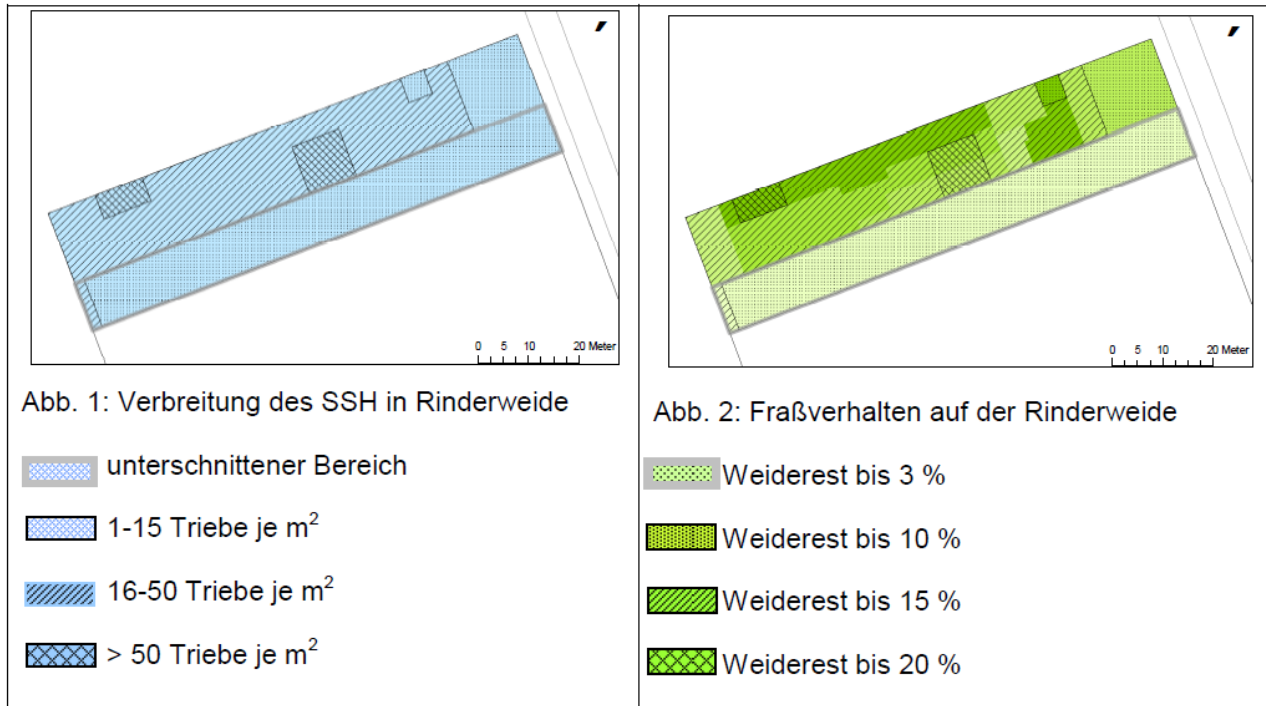 0 5 10 20 Meter
Abb. 1: Verbreitung des SSH in Rinderweide
unterschnittener Bereich
1-15 Triebe je m²
16-50 Triebe je m²
> 50 Triebe je m²
0 5 10 20 Meter
Abb. 2: Fraßverhalten auf der Rinderweide
Weiderest bis 3 %
Weiderest bis 10 %
Weiderest bis 15 %
Weiderest bis 20 %